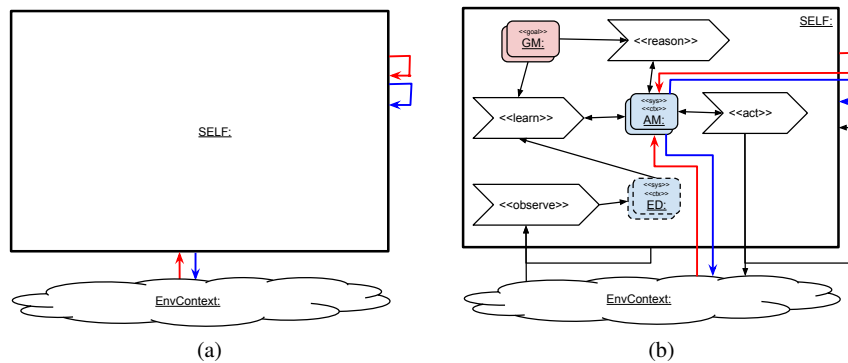 SELF:
EnvContext:
(a)
SELF:
<<goal>>
GM:
<<reason>>
<<learn>>
<<sys>>
<<ctx>>
AM:
<<act>>
<<observe>>
<<sys>>
<<ctx>>
ED:
EnvContext:
(b)